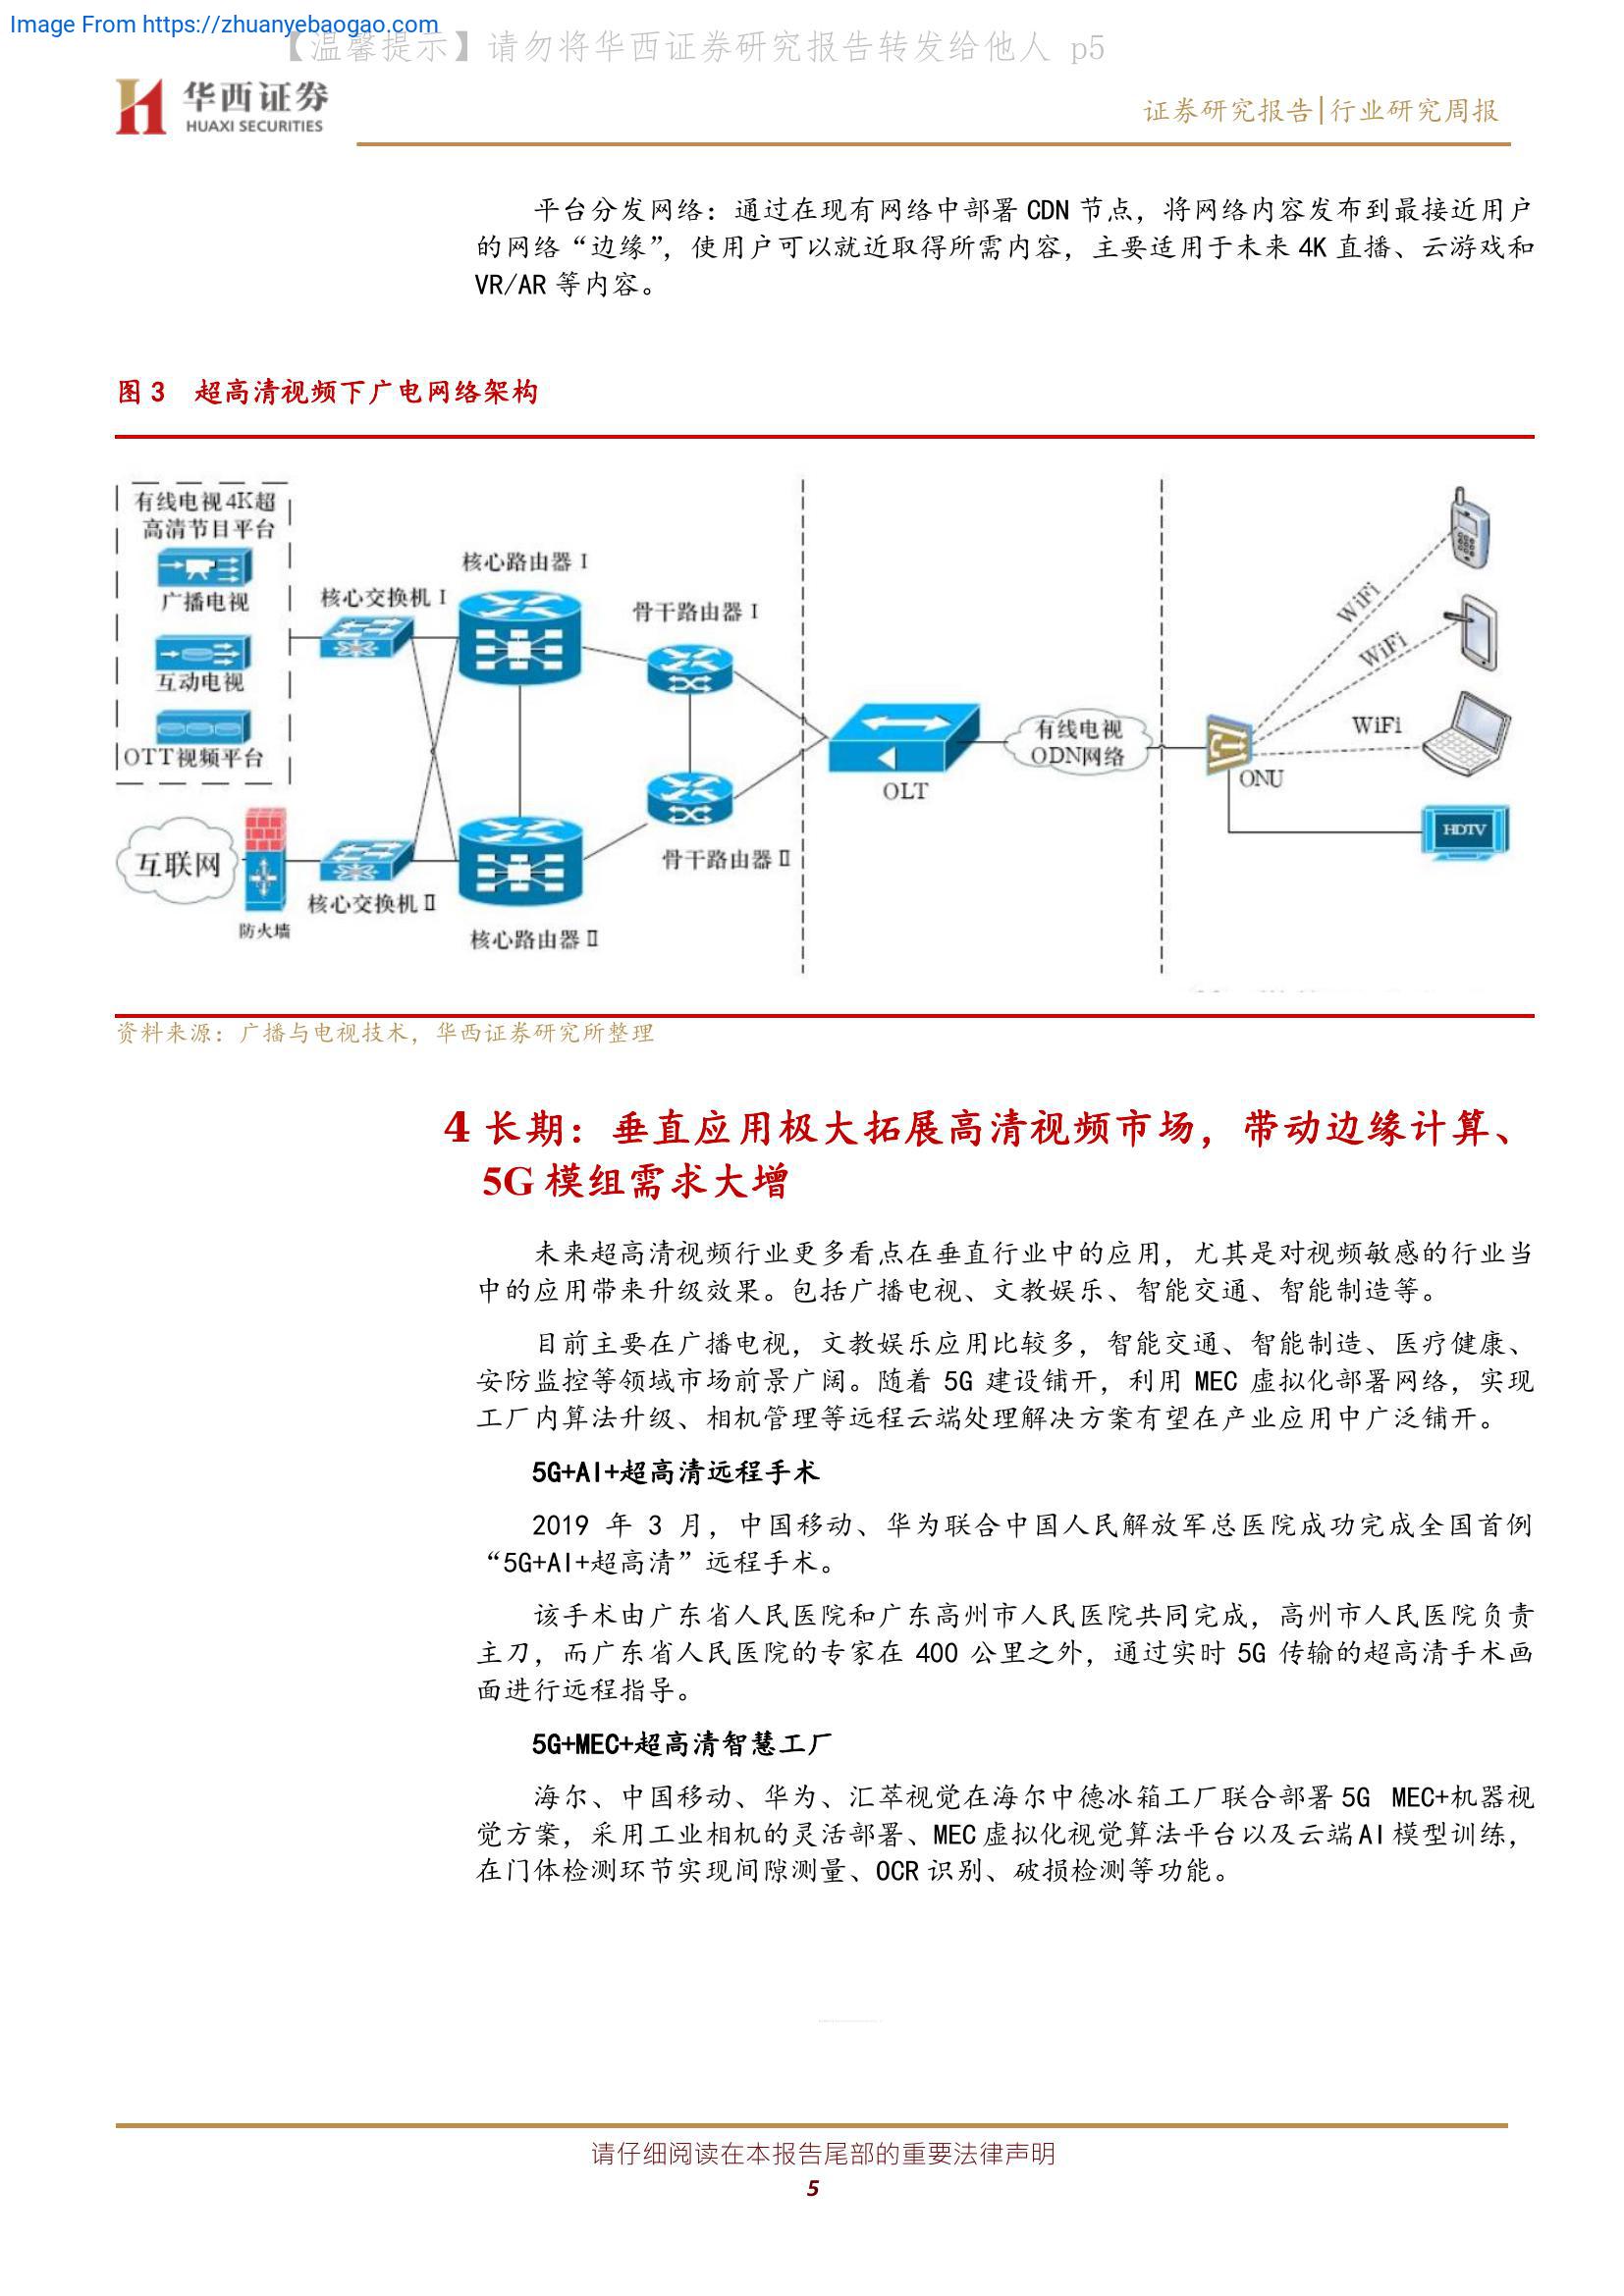 Image From https://zhuanyebaogao.com
【温馨提示】请勿将华西证券研究报告转发给他人 p5
华西证券
HUAXI SECURITIES
证券研究报告|行业研究周报
平台分发网络：通过在现有网络中部署 CDN 节点，将网络内容发布到最接近用户
的网络“边缘”，使用户可以就近取得所需内容，主要适用于未来 4K 直播、云游戏和
VR/AR 等内容。
图 3 超高清视频下广电网络架构
有线电视4K超
高清节目平台
广播电视
互动电视
OTT视频平台
互联网
防火墙
核心交换机Ⅰ
核心交换机Ⅱ
核心路由器Ⅰ
核心路由器Ⅱ
骨干路由器Ⅰ
骨干路由器Ⅱ
OLT
有线电视
ODN网络
ONU
WiFi
WiFi
WiFi
HDTV
资料来源：广播与电视技术，华西证券研究所整理
4 长期：垂直应用极大拓展高清视频市场，带动边缘计算、
5G 模组需求大增
未来超高清视频行业更多看点在垂直行业中的应用，尤其是对视频敏感的行业当
中的应用带来升级效果。包括广播电视、文教娱乐、智能交通、智能制造等。
目前主要在广播电视，文教娱乐应用比较多，智能交通、智能制造、医疗健康、
安防监控等领域市场前景广阔。随着 5G 建设铺开，利用 MEC 虚拟化部署网络，实现
工厂内算法升级、相机管理等远程云端处理解决方案有望在产业应用中广泛铺开。
5G+AI+超高清远程手术
2019 年 3 月，中国移动、华为联合中国人民解放军总医院成功完成全国首例
“5G+AI+超高清”远程手术。
该手术由广东省人民医院和广东高州市人民医院共同完成，高州市人民医院负责
主刀，而广东省人民医院的专家在 400 公里之外，通过实时 5G 传输的超高清手术画
面进行远程指导。
5G+MEC+超高清智慧工厂
海尔、中国移动、华为、汇萃视觉在海尔中德冰箱工厂联合部署 5G MEC+机器视
觉方案，采用工业相机的灵活部署、MEC 虚拟化视觉算法平台以及云端 AI 模型训练，
在门体检测环节实现间隙测量、OCR 识别、破损检测等功能。
请仔细阅读在本报告尾部的重要法律声明
5